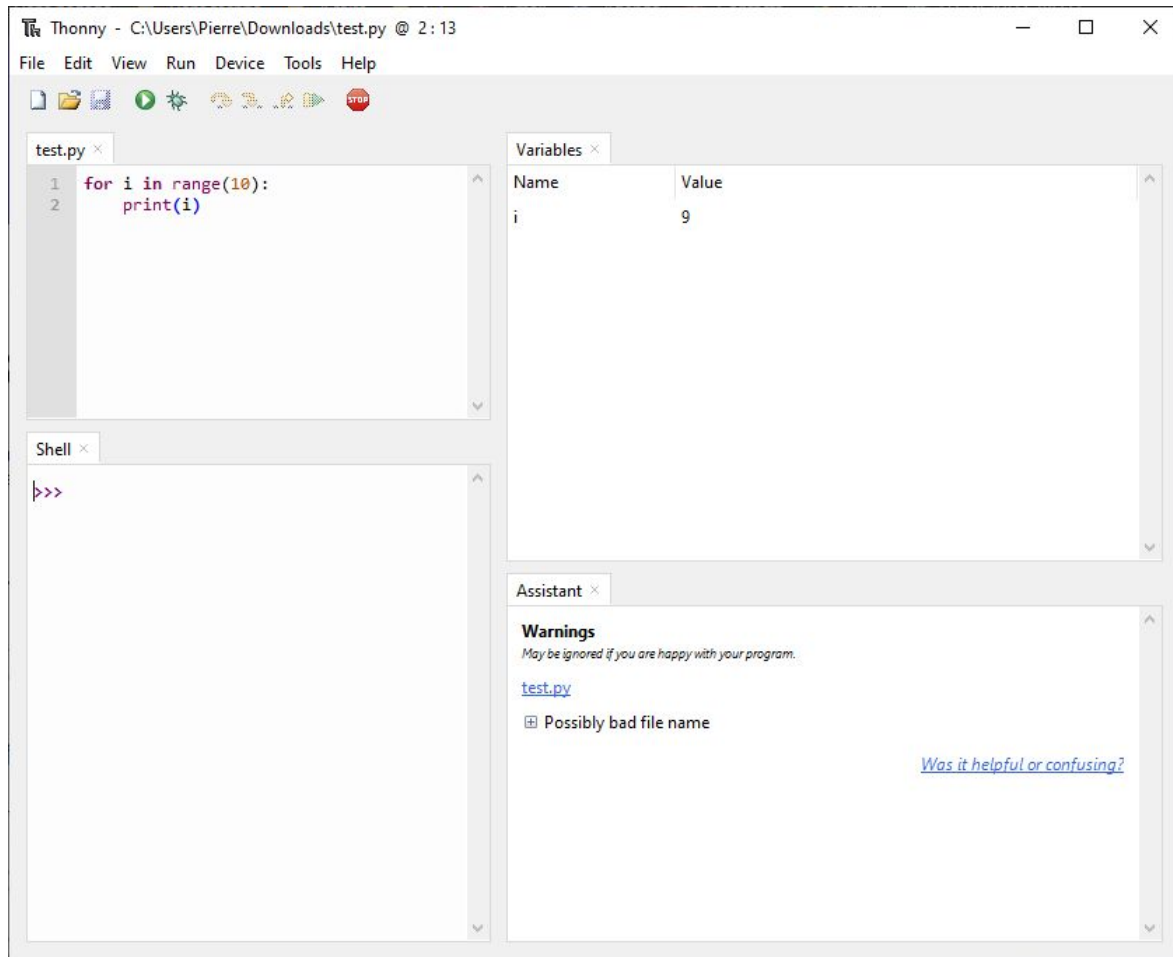 Thonny - C:\Users\Pierre\Downloads\test.py @ 2:13
File Edit View Run Device Tools Help
STOP
test.py
1 for i in range(10):
2     print(i)
Shell
>>>
Variables
Name Value
i 9
Assistant
Warnings
May be ignored if you are happy with your program.
test.py
Possibly bad file name
Was it helpful or confusing?